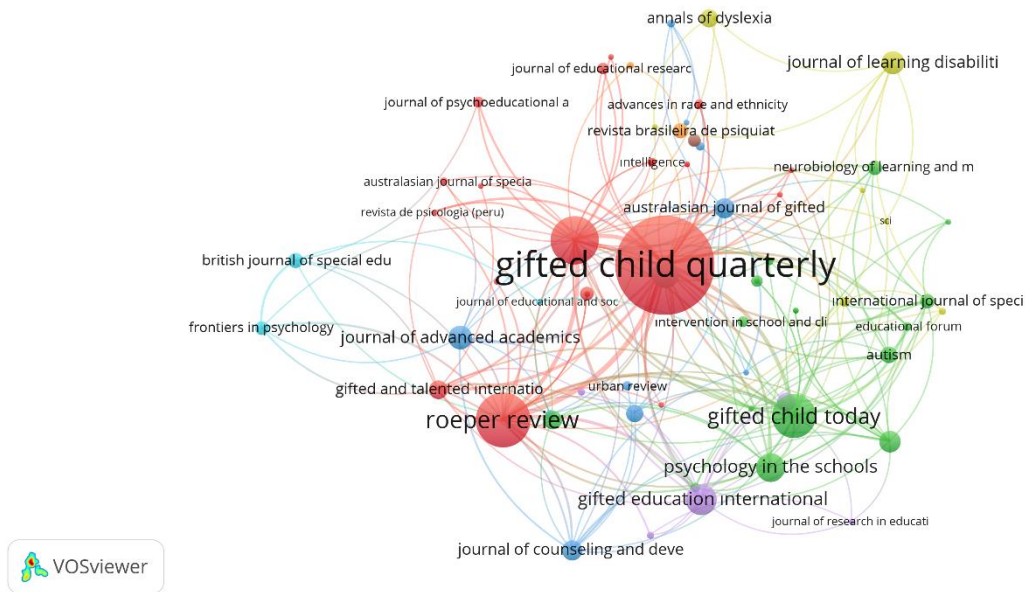 annals of dyslexia
journal of learning disabiliti
journal of educational researc
journal of psychoeducational a
advances in race and ethnicity
revista brasileira de psiquiat
intelligence
neurobiology of learning and m
australasian journal of specia
australasian journal of gifted
revista de psicologia (peru)
sci
gifted child quarterly
british journal of special edu
journal of educational and soc
international journal of speci
frontiers in psychology
intervention in school and cli
educational forum
journal of advanced academics
autism
gifted and talented internatio
urban review
roeper review
gifted child today
psychology in the schools
gifted education international
journal of research in educati
journal of counseling and deve
VOSviewer